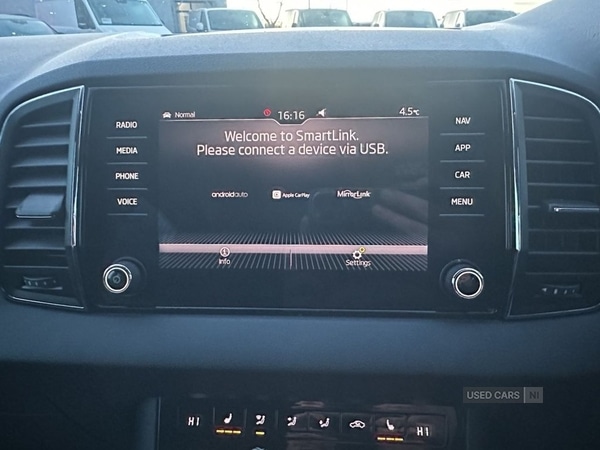 Normal 16:16 4.5°C
RADIO
MEDIA
PHONE
VOICE
Welcome to SmartLink.
Please connect a device via USB.
androidauto Apple CarPlay MirrorLink
Info Settings
NAV
APP
CAR
MENU
USED CARS NI
HI HI